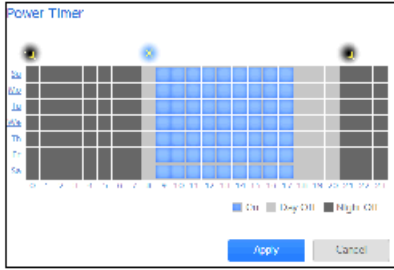 Power Timer
Su
Mo
Tu
We
Th
Fr
Sa
0 1 2 3 4 5 6 7 8 9 10 11 12 13 14 15 16 17 18 19 20 21 22 23
On Day Off Night Off
Apply Cancel